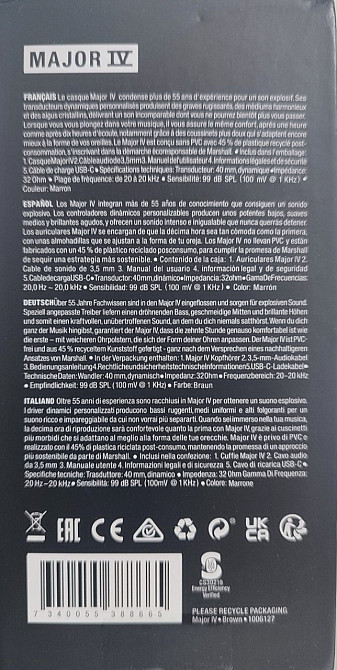 MAJOR IV
FRANÇAIS Le casque Major IV condense plus de 55 ans d'expérience pour un son explosif. Ses
transducteurs dynamiques personnalisés produisent des graves rugissants, des médiums harmonieux
et des aigus cristallins, délivrant un son incomparable dont vous ne pourrez bientôt plus vous passer.
Lorsque vous vous plongez dans votre musique, il vous assure le même confort, heure après heure
comme après dix heures d'écoute, notamment grâce à des coussinets plus doux qui s'adaptent encore
mieux à la forme de vos oreilles. Le Major IV est conçu sans PVC avec 45 % de plastique recyclé post-
consommation, s'inscrivant dans la démarche écoresponsable de Marshall. • Inclus dans l'emballage:
1. Casque Major IV 2. Câble audio de 3,5mm 3. Manuel de l'utilisateur 4. Informations légales et de sécurité
5. Câble de charge USB-C • Spécifications techniques: Transducteur: 40 mm, dynamique • Impédance:
32 Ohm • Plage de fréquence: de 20 à 20 kHz • Sensibilité: 99 dB SPL (100 mV @ 1 KHz) •
Couleur: Marron
ESPAÑOL Los Major IV integran más de 55 años de conocimiento que consiguen un sonido
explosivo. Los controladores dinámicos personalizados producen unos potentes bajos, suaves
medios y brillantes agudos, y ofrecen un sonido intenso e inigualable que nunca querrás detener.
Los auriculares Major IV se encargan de que la décima hora sea tan cómoda como la primera,
con unas almohadillas que se ajustan a la forma de tu oreja. Los Major IV no llevan PVC y están
fabricados con un 45 % de plástico reciclado posconsumo, para cumplir la promesa de Marshall
de seguir una estrategia más sostenible. • Contenido de la caja: 1. Auriculares Major IV 2.
Cable de sonido de 3,5 mm 3. Manual del usuario 4. información legal y de seguridad
5 Cable de carga USB-C • Transductor: 40 mm, dinámico • Impedancia: 32 ohm • Gama De Frecuencias:
20,0 Hz – 20,0 kHz • Sensibilidad: 99 dB SPL (100 mV @ 1 KHz) • Color: Marrón
DEUTSCH Über 55 Jahre Fachwissen sind in den Major IV eingeflossen und sorgen für explosiven Sound.
Speziell angepasste Treiber liefern einen dröhnenden Bass, geschmeidige Mitten und brillante Höhen
und somit einen kraftvollen, unübertroffenen Sound, an dem du dich niemals satthörst. Wenn du dich
ganz der Musik hingibst, garantiert der Major IV, dass die zehnte Stunde genauso komfortabel ist wie
die erste – mit weicheren Ohrpolstern, die sich der Form deiner Ohren anpassen. Der Major IV ist PVC-
frei und aus 45 % recyceltem Kunststoff gefertigt - ganz nach dem Versprechen eines nachhaltigeren
Ansatzes von Marshall. • In der Verpackung enthalten: 1. Major IV Kopfhörer 2. 3,5-mm-Audiokabel
3. Bedienungsanleitung 4. Rechtliche und sicherheitstechnische Informationen 5. USB-C-Ladekabel •
Technische Daten: Wandler: 40 mm, dynamisch • Impedanz: 32 Ohm • Frequenzbereich: 20–20 kHz
• Empfindlichkeit: 99 dB SPL (100 mV @ 1 KHz) • Farbe: Braun
ITALIANO Oltre 55 anni di esperienza sono racchiusi in Major IV per ottenere un suono esplosivo.
I driver dinamici personalizzati producono bassi ruggenti, medi uniformi e alti folgoranti per un
suono ricco e impareggiabile da cui non vorrai più separarti. Quando sei immerso nella tua musica,
la decima ora di riproduzione sarà confortevole quanto la prima con Major IV, grazie ai cuscinetti
più morbidi che si adattano al meglio alla forma delle tue orecchie. Major IV è privo di PVC e
realizzato con il 45% di plastica riciclata post-consumo, mantenendo la promessa di un approccio
più sostenibile da parte di Marshall. • Inclusi nella confezione: 1. Cuffie Major IV 2. Cavo audio
da 3,5 mm 3. Manuale utente 4. Informazioni legali e di sicurezza 5. Cavo di ricarica USB-C •
Specifiche tecniche: Trasduttore: 40 mm, dinamico • Impedenza: 32 Ohm Gamma Di Frequenza:
20 Hz – 20 kHz • Sensibilità: 99 dB SPL (100 mV @ 1 KHz) • Colore: Marrone
EAC CE UK CA
7 340055 388665
Energy Efficiency
Verified
PLEASE RECYCLE PACKAGING
Major IV • Brown • 1006127